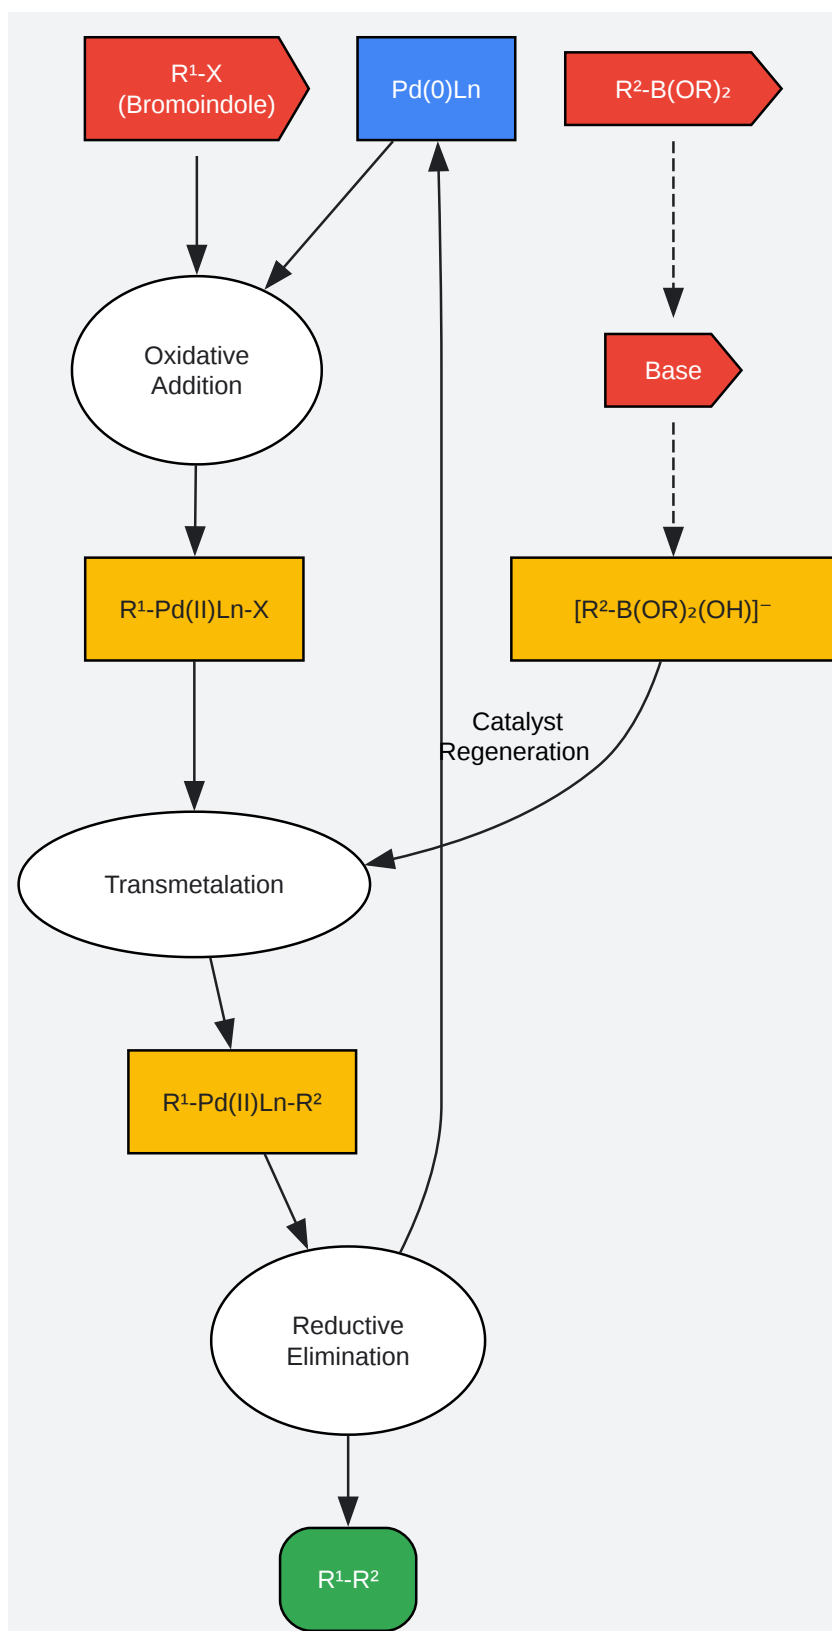 R¹-X
(Bromoindole)
Pd(0)Ln
R²-B(OR)₂
Oxidative
Addition
Base
R¹-Pd(II)Ln-X
[R²-B(OR)₂(OH)]⁻
Catalyst
Regeneration
Transmetalation
R¹-Pd(II)Ln-R²
Reductive
Elimination
R¹-R²